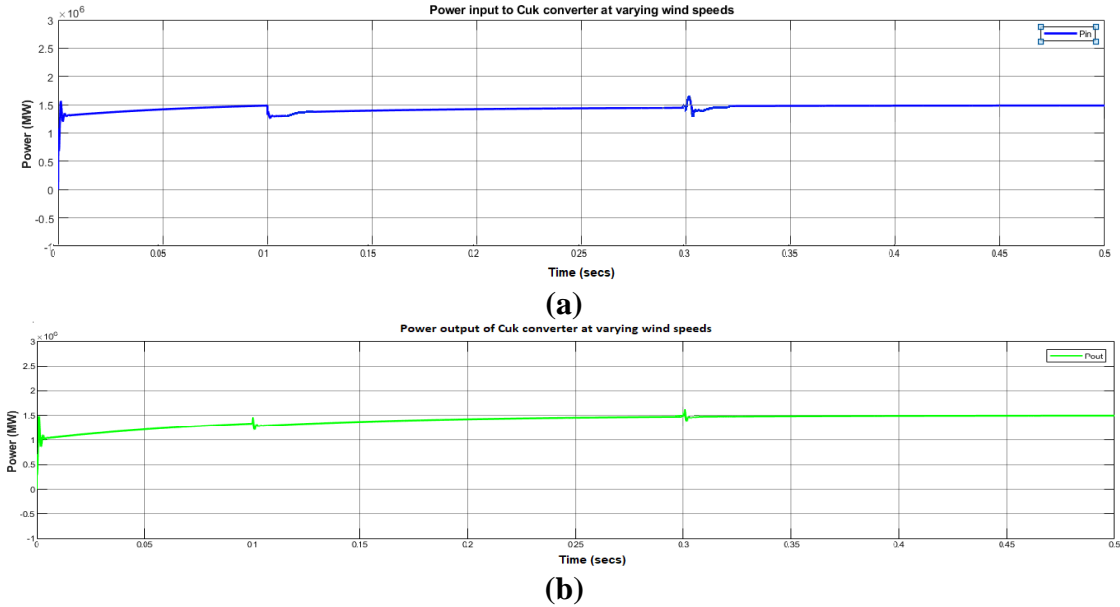 Power input to Cuk converter at varying wind speeds
×10⁶
Pin
3
2.5
2
1.5
1
0.5
0
-0.5
-1
Power (MW)
0 0.05 0.1 0.15 0.2 0.25 0.3 0.35 0.4 0.45 0.5
Time (secs)
(a)
Power output of Cuk converter at varying wind speeds
×10⁶
Pout
3
2.5
2
1.5
1
0.5
0
-0.5
-1
Power (MW)
0 0.05 0.1 0.15 0.2 0.25 0.3 0.35 0.4 0.45 0.5
Time (secs)
(b)